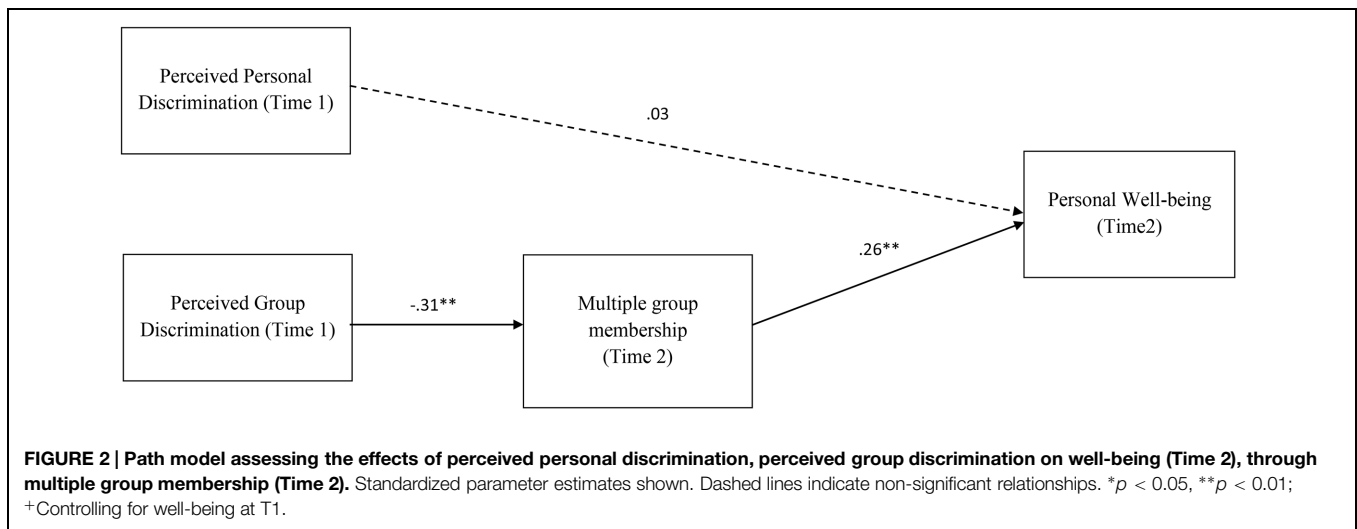 Perceived Personal
Discrimination (Time 1)
.03
Personal Well-being
(Time2)
.26**
Perceived Group
Discrimination (Time 1)
-.31**
Multiple group
membership
(Time 2)
FIGURE 2 | Path model assessing the effects of perceived personal discrimination, perceived group discrimination on well-being (Time 2), through
multiple group membership (Time 2). Standardized parameter estimates shown. Dashed lines indicate non-significant relationships. *p < 0.05, **p < 0.01;
+Controlling for well-being at T1.